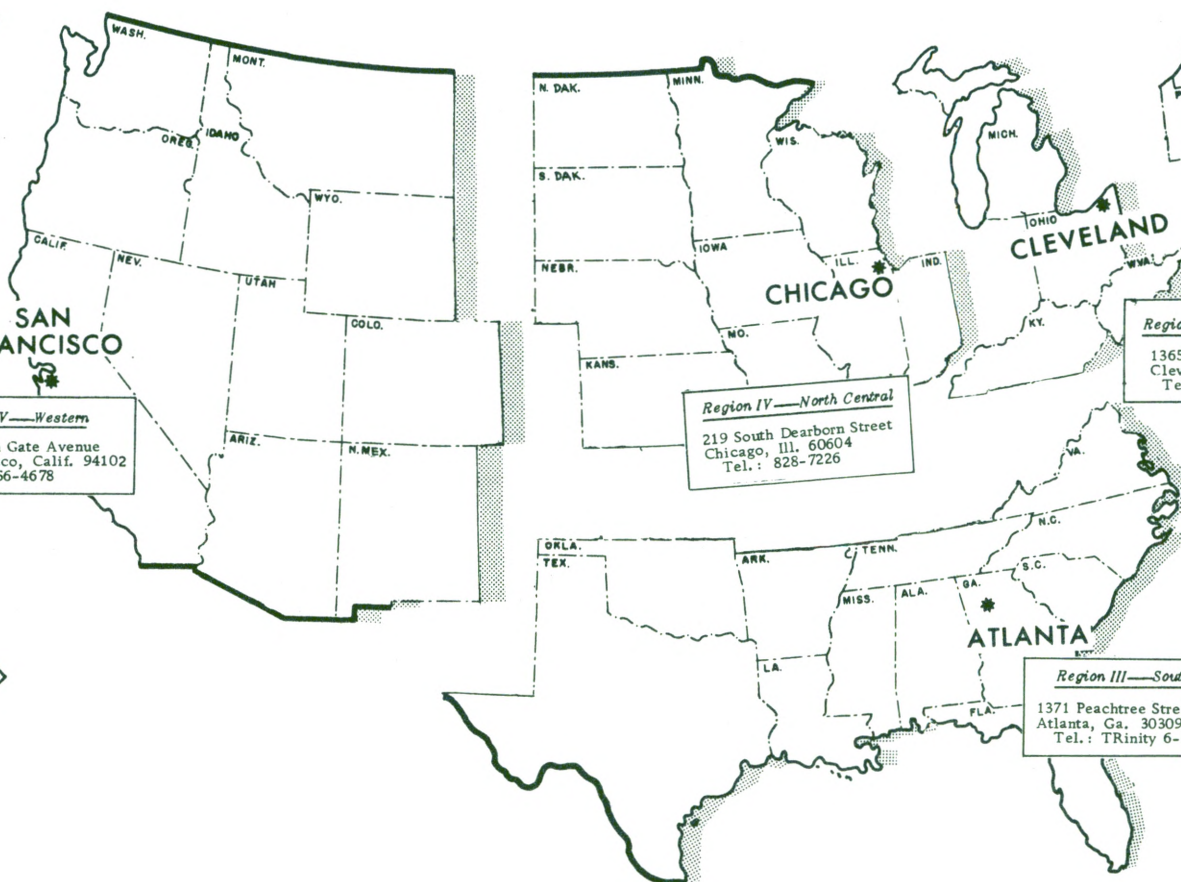 WASH.
MONT.
OREG.
IDAHO
WYO.
CALIF.
NEV.
UTAH
COLO.
ARIZ.
N.MEX.
SAN
ANCISCO
V—Western
Gate Avenue
co, Calif. 94102
56-4678
N. DAK.
MINN.
S. DAK.
WIS.
NEBR.
IOWA
ILL.
IND.
KANS.
MO.
CHICAGO
Region IV—North Central
219 South Dearborn Street
Chicago, Ill. 60604
Tel.: 828-7226
MICH.
OHIO
CLEVELAND
W.VA.
KY.
Regio
1365
Clev
Te
VA.
N.C.
S.C.
OKLA.
TEX.
ARK.
TENN.
MISS.
ALA.
GA.
LA.
FLA.
ATLANTA
Region III—Sout
1371 Peachtree Stre
Atlanta, Ga. 30309
Tel.: TRinity 6-